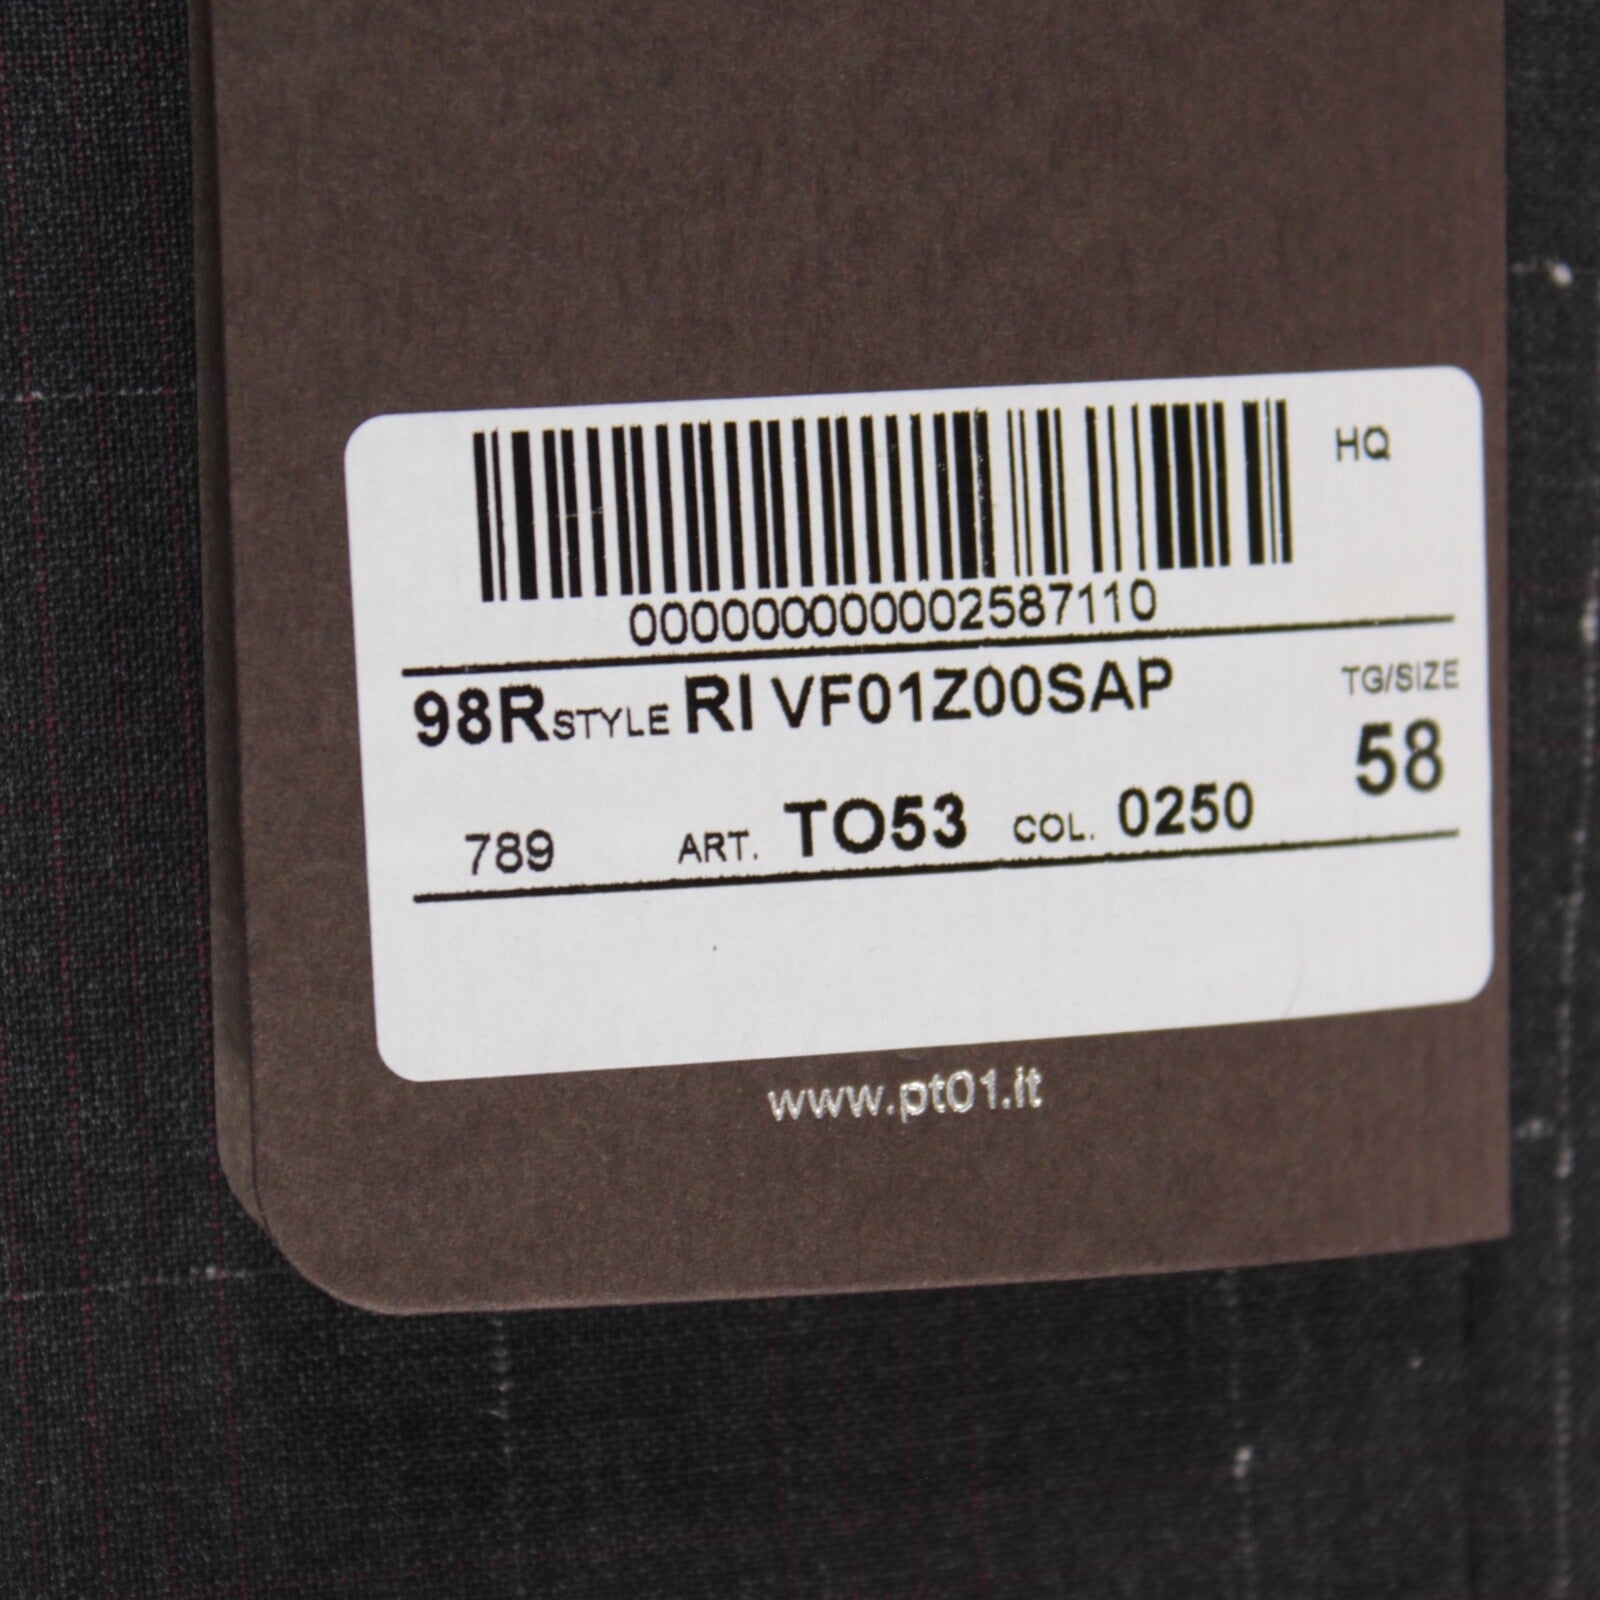 HQ
000000000002587110
98R STYLE RI VF01Z00SAP TG/SIZE
58
789 ART. TO53 COL. 0250
www.pt01.it